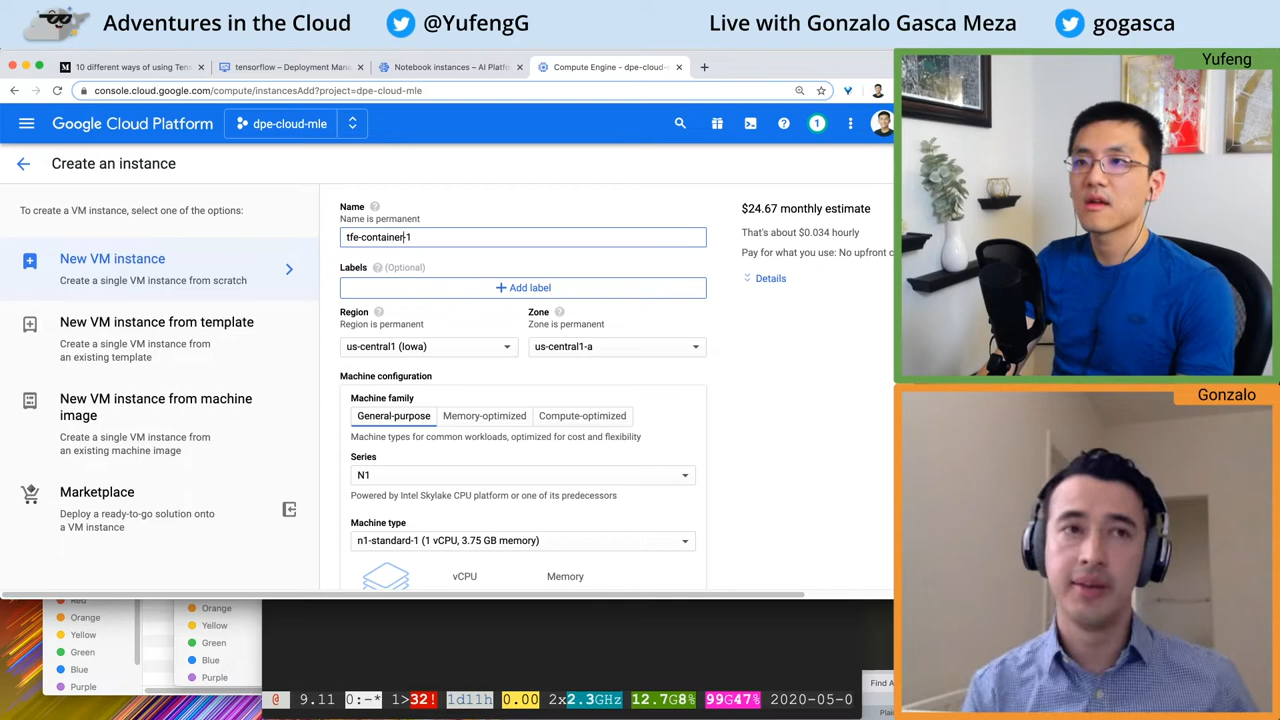 Adventures in the Cloud
@YufengG
Live with Gonzalo Gasca Meza
gogasca
10 different ways of using Ten
tensorflow – Deployment Man
Notebook instances – AI Platfo
Compute Engine - dpe-cloud-
console.cloud.google.com/compute/instancesAdd?project=dpe-cloud-mle
Google Cloud Platform
dpe-cloud-mle
1
Create an instance
To create a VM instance, select one of the options:
New VM instance
Create a single VM instance from scratch
New VM instance from template
Create a single VM instance from
an existing template
New VM instance from machine
image
Create a single VM instance from
an existing machine image
Marketplace
Deploy a ready-to-go solution onto
a VM instance
Name
Name is permanent
tfe-container-1
Labels (Optional)
Add label
Region
Region is permanent
us-central1 (Iowa)
Zone
Zone is permanent
us-central1-a
Machine configuration
Machine family
General-purpose
Memory-optimized
Compute-optimized
Machine types for common workloads, optimized for cost and flexibility
Series
N1
Powered by Intel Skylake CPU platform or one of its predecessors
Machine type
n1-standard-1 (1 vCPU, 3.75 GB memory)
vCPU
Memory
$24.67 monthly estimate
That's about $0.034 hourly
Pay for what you use: No upfront c
Details
Yufeng
Gonzalo
Red
Orange
Yellow
Green
Blue
Purple
Orange
Yellow
Green
Blue
Purple
@ 9.11 0:-* 1>32! 1d11h 0.00 2x2.3GHz 12.7G8% 99G47% 2020-05-0
Find A
Plai